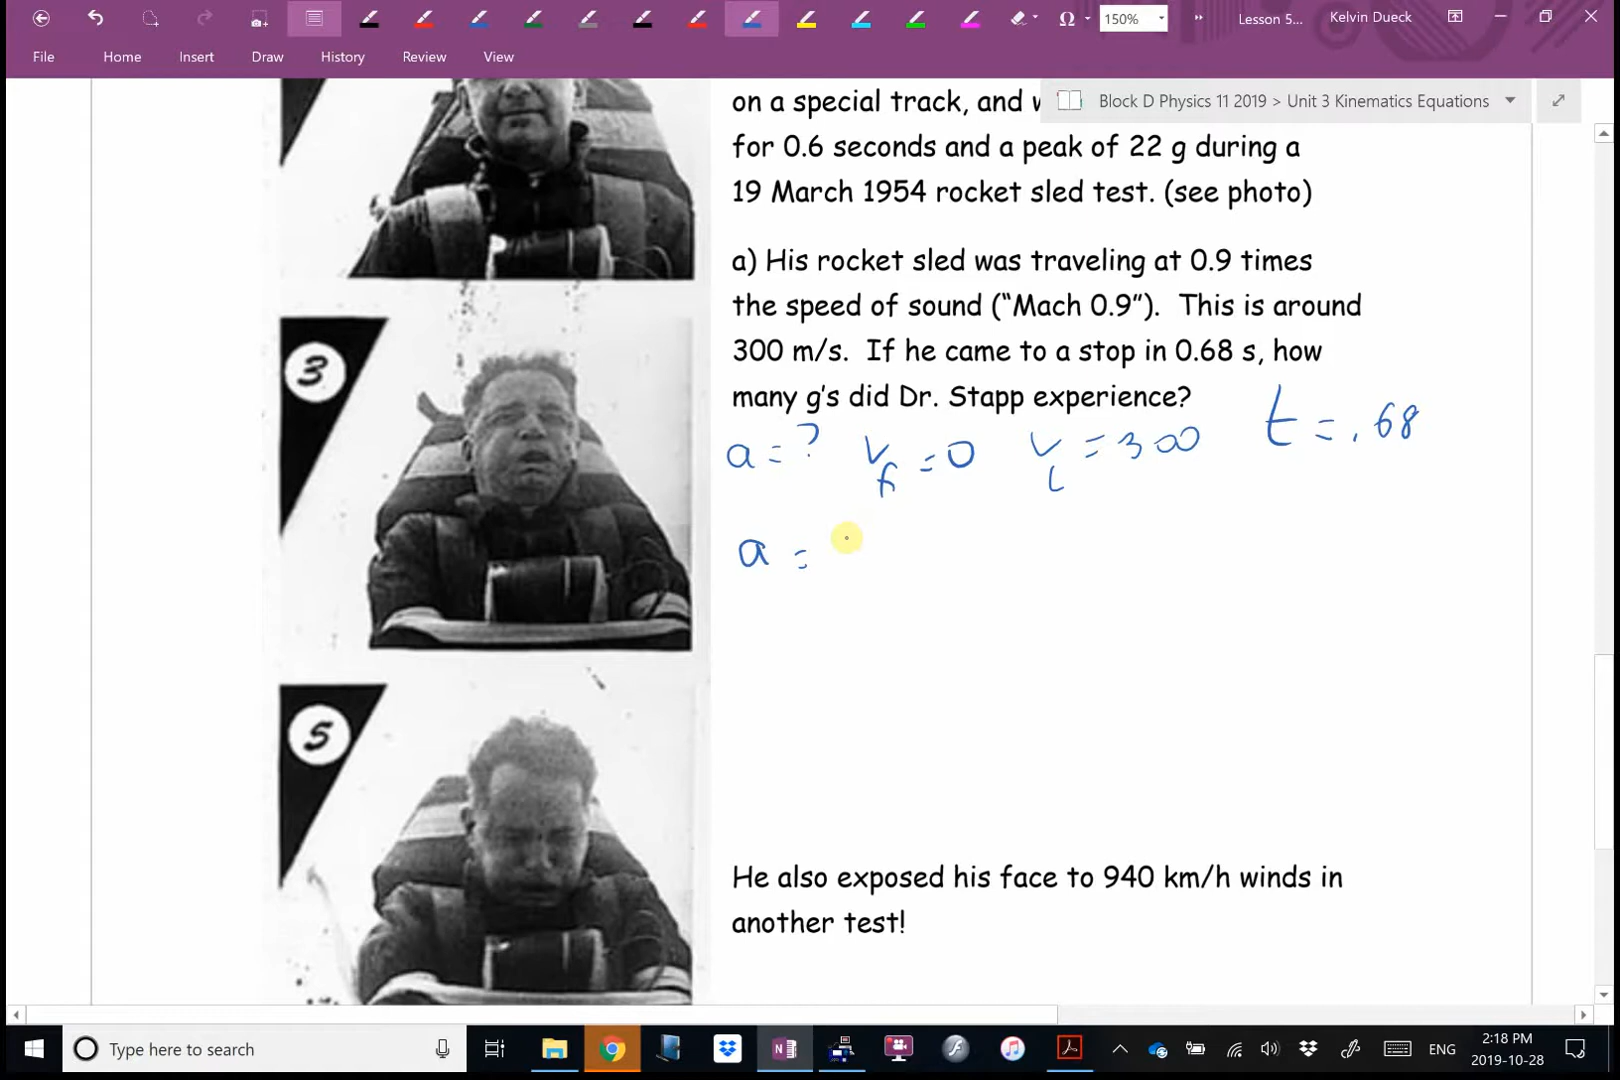 150%
Lesson 5...
Kelvin Dueck
File
Home
Insert
Draw
History
Review
View
Block D Physics 11 2019 > Unit 3 Kinematics Equations
on a special track, and
for 0.6 seconds and a peak of 22 g during a
19 March 1954 rocket sled test. (see photo)
a) His rocket sled was traveling at 0.9 times
the speed of sound (“Mach 0.9”).  This is around
300 m/s.  If he came to a stop in 0.68 s, how
many g’s did Dr. Stapp experience?
a = ? vf = 0 vi = 300 t = .68
a =
3
5
He also exposed his face to 940 km/h winds in
another test!
Type here to search
ENG
2:18 PM
2019-10-28